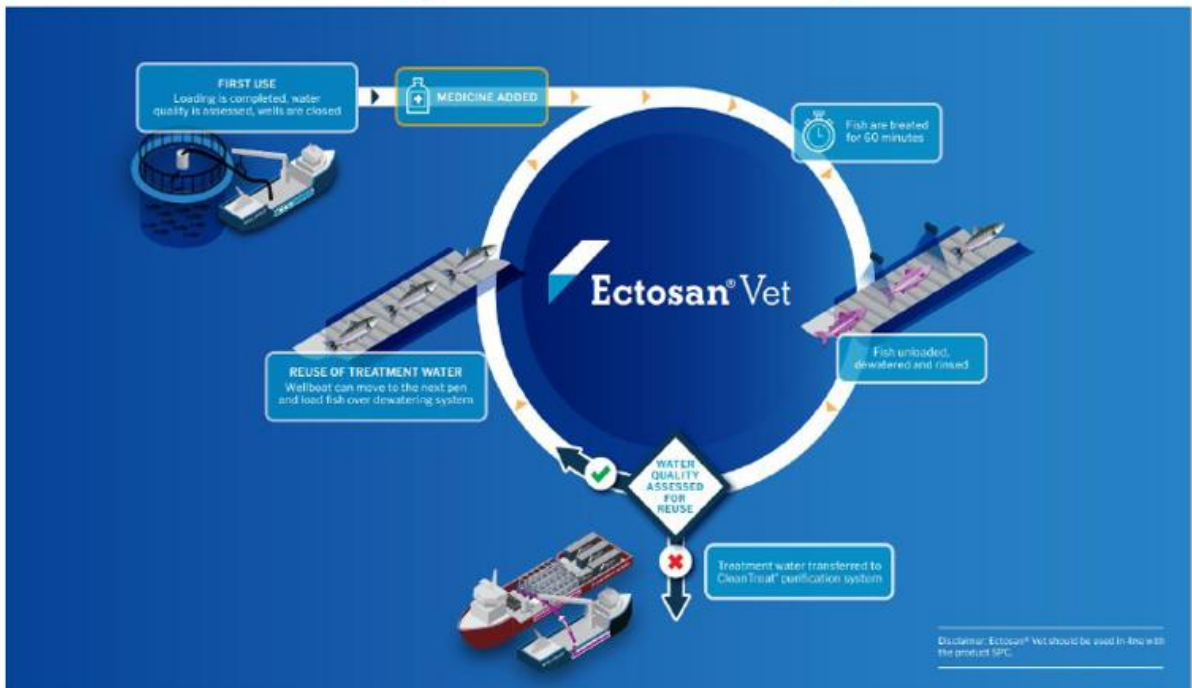 FIRST USE
Loading is completed, water
quality is assessed, wells are closed
MEDICINE ADDED
Fish are treated
for 60 minutes
Ectosan® Vet
Fish unloaded,
dewatered and rinsed
REUSE OF TREATMENT WATER
Wellboat can move to the next pen
and load fish over dewatering system
WATER
QUALITY
ASSESSED
FOR
REUSE
Treatment water transferred to
CleanTreat® purification system
Disclaimer: Ectosan® Vet should be used in line with
the product SPC.